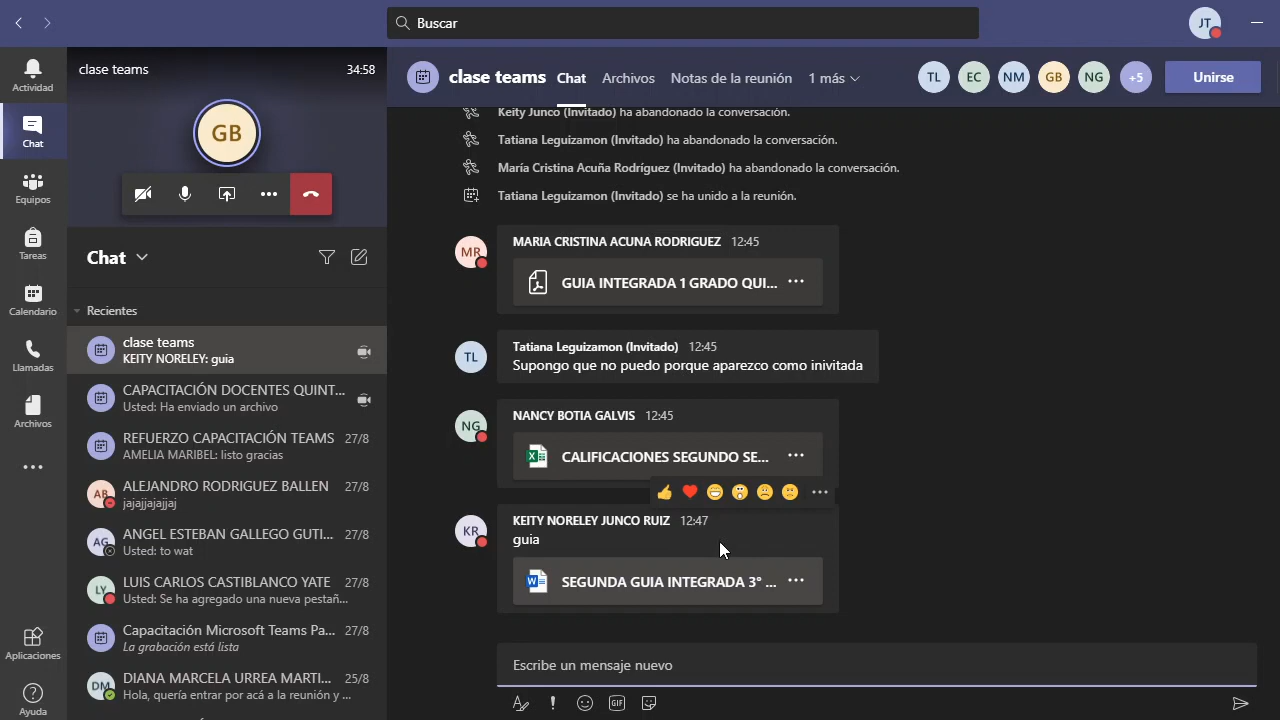 Buscar
JT
Actividad
Chat
Equipos
Tareas
Calendario
Llamadas
Archivos
Aplicaciones
Ayuda
clase teams
34:58
GB
Chat
Recientes
clase teams
KEITY NORELEY: guia
CAPACITACIÓN DOCENTES QUINT...
Usted: Ha enviado un archivo
REFUERZO CAPACITACIÓN TEAMS 27/8
AMELIA MARIBEL: listo gracias
AB
ALEJANDRO RODRIGUEZ BALLEN 27/8
jajajjajajjaj
AG
ANGEL ESTEBAN GALLEGO GUTI... 27/8
Usted: to wat
LY
LUIS CARLOS CASTIBLANCO YATE 27/8
Usted: Se ha agregado una nueva pestañ...
Capacitación Microsoft Teams Pa... 27/8
La grabación está lista
DM
DIANA MARCELA URREA MARTI... 25/8
Hola, quería entrar por acá a la reunión y ...
clase teams Chat Archivos Notas de la reunión 1 más
TL EC NM GB NG +5 Unirse
Keity Junco (Invitado) ha abandonado la conversación.
Tatiana Leguizamon (Invitado) ha abandonado la conversación.
María Cristina Acuña Rodríguez (Invitado) ha abandonado la conversación.
Tatiana Leguizamon (Invitado) se ha unido a la reunión.
MR
MARIA CRISTINA ACUNA RODRIGUEZ 12:45
GUIA INTEGRADA 1 GRADO QUI... ···
TL
Tatiana Leguizamon (Invitado) 12:45
Supongo que no puedo porque aparezco como inivitada
NG
NANCY BOTIA GALVIS 12:45
CALIFICACIONES SEGUNDO SE... ···
KR
KEITY NORELEY JUNCO RUIZ 12:47
guia
SEGUNDA GUIA INTEGRADA 3° ... ···
Escribe un mensaje nuevo
GIF